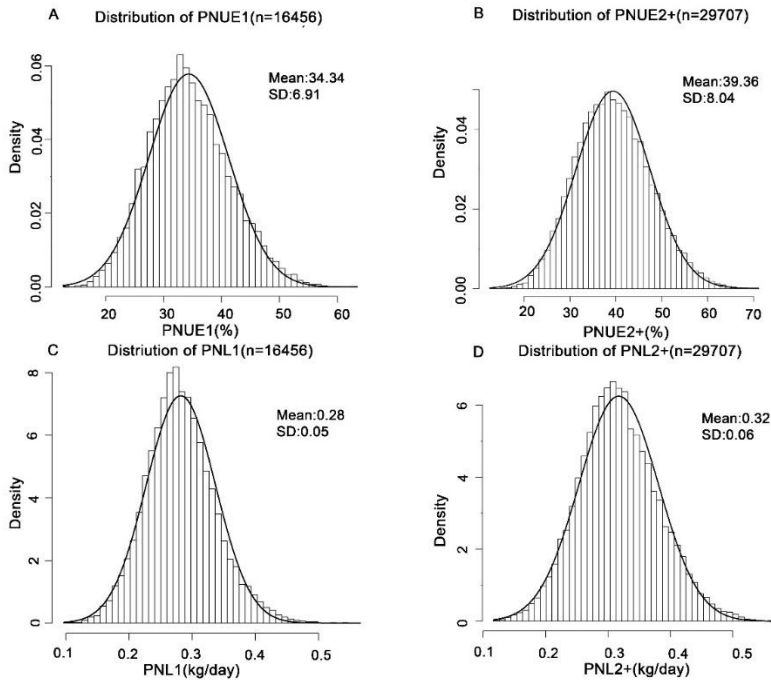 A Distribution of PNUE1(n=16456)
Mean:34.34
SD:6.91
Density
0.00
0.02
0.04
0.06
20 30 40 50 60
PNUE1(%)
B Distribution of PNUE2+(n=29707)
Mean:39.36
SD:8.04
Density
0.00
0.02
0.04
20 30 40 50 60 70
PNUE2+(%)
C Distriution of PNL1(n=16456)
Mean:0.28
SD:0.05
Density
0
2
4
6
8
0.1 0.2 0.3 0.4 0.5
PNL1(kg/day)
D Distribution of PNL2+(n=29707)
Mean:0.32
SD:0.06
Density
0
2
4
6
0.1 0.2 0.3 0.4 0.5
PNL2+(kg/day)